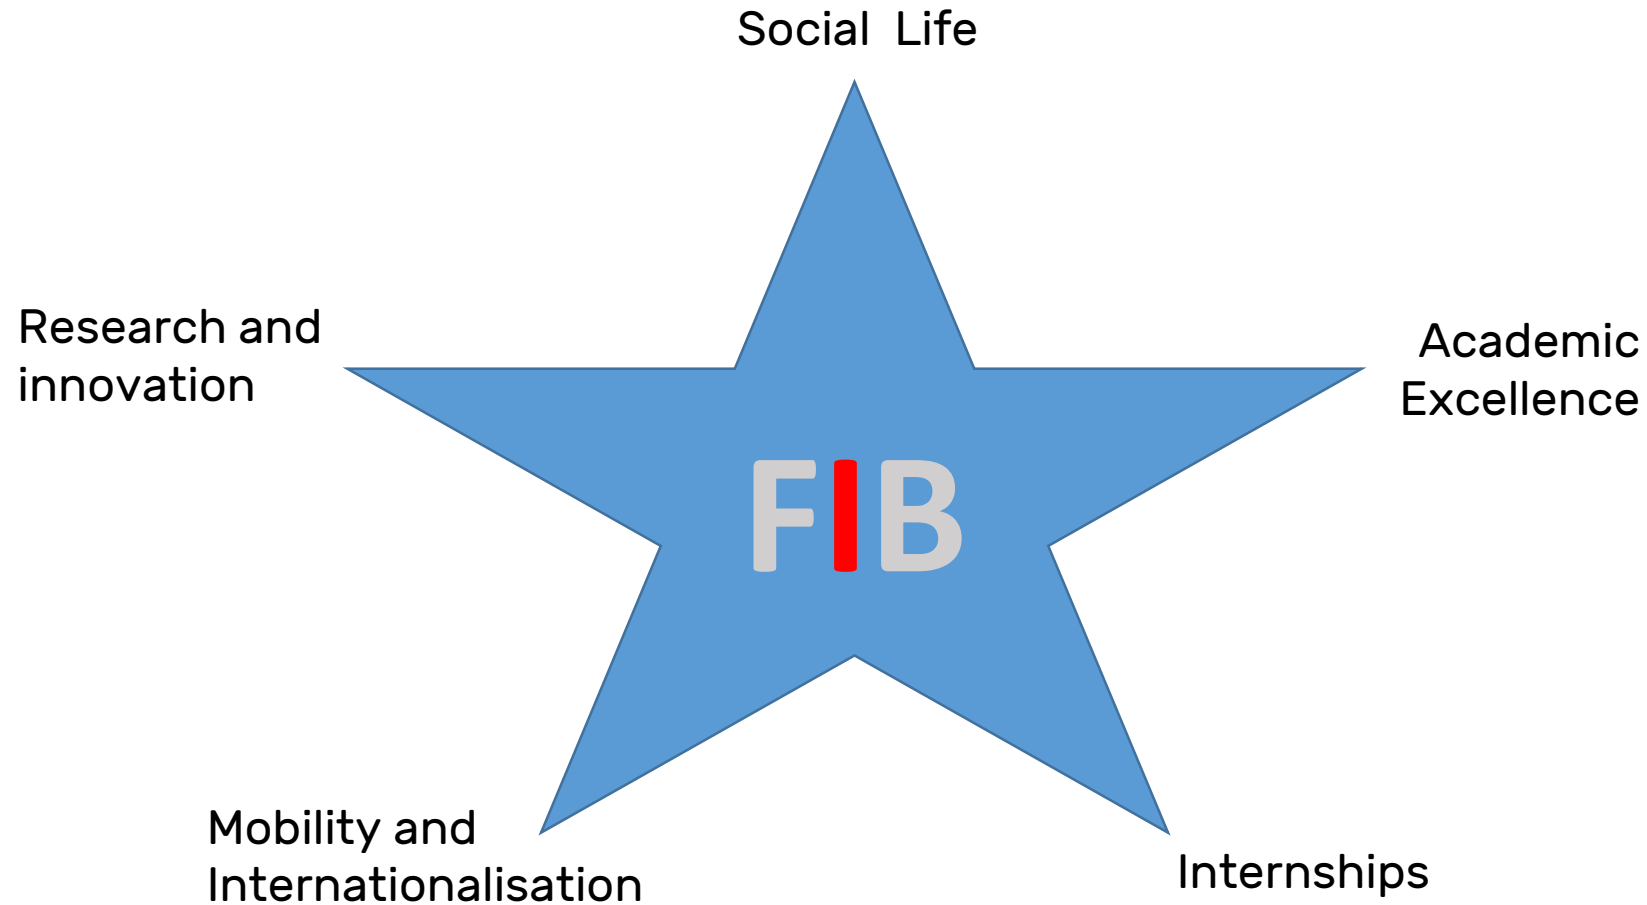 Social Life
Research and
innovation
Academic
Excellence
FIB
Mobility and
Internationalisation
Internships